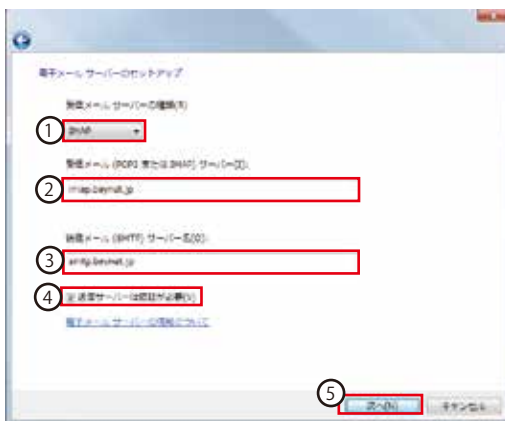 電子メール サーバーのセットアップ
受信メール サーバーの種類(R)
① IMAP
受信メール (POP3 または IMAP) サーバー(I):
② imap.baynet.jp
送信メール (SMTP) サーバー名(O):
③ smtp.baynet.jp
④ 送信サーバーは認証が必要(V)
電子メール サーバーの情報について
⑤ 次へ(N) キャンセル